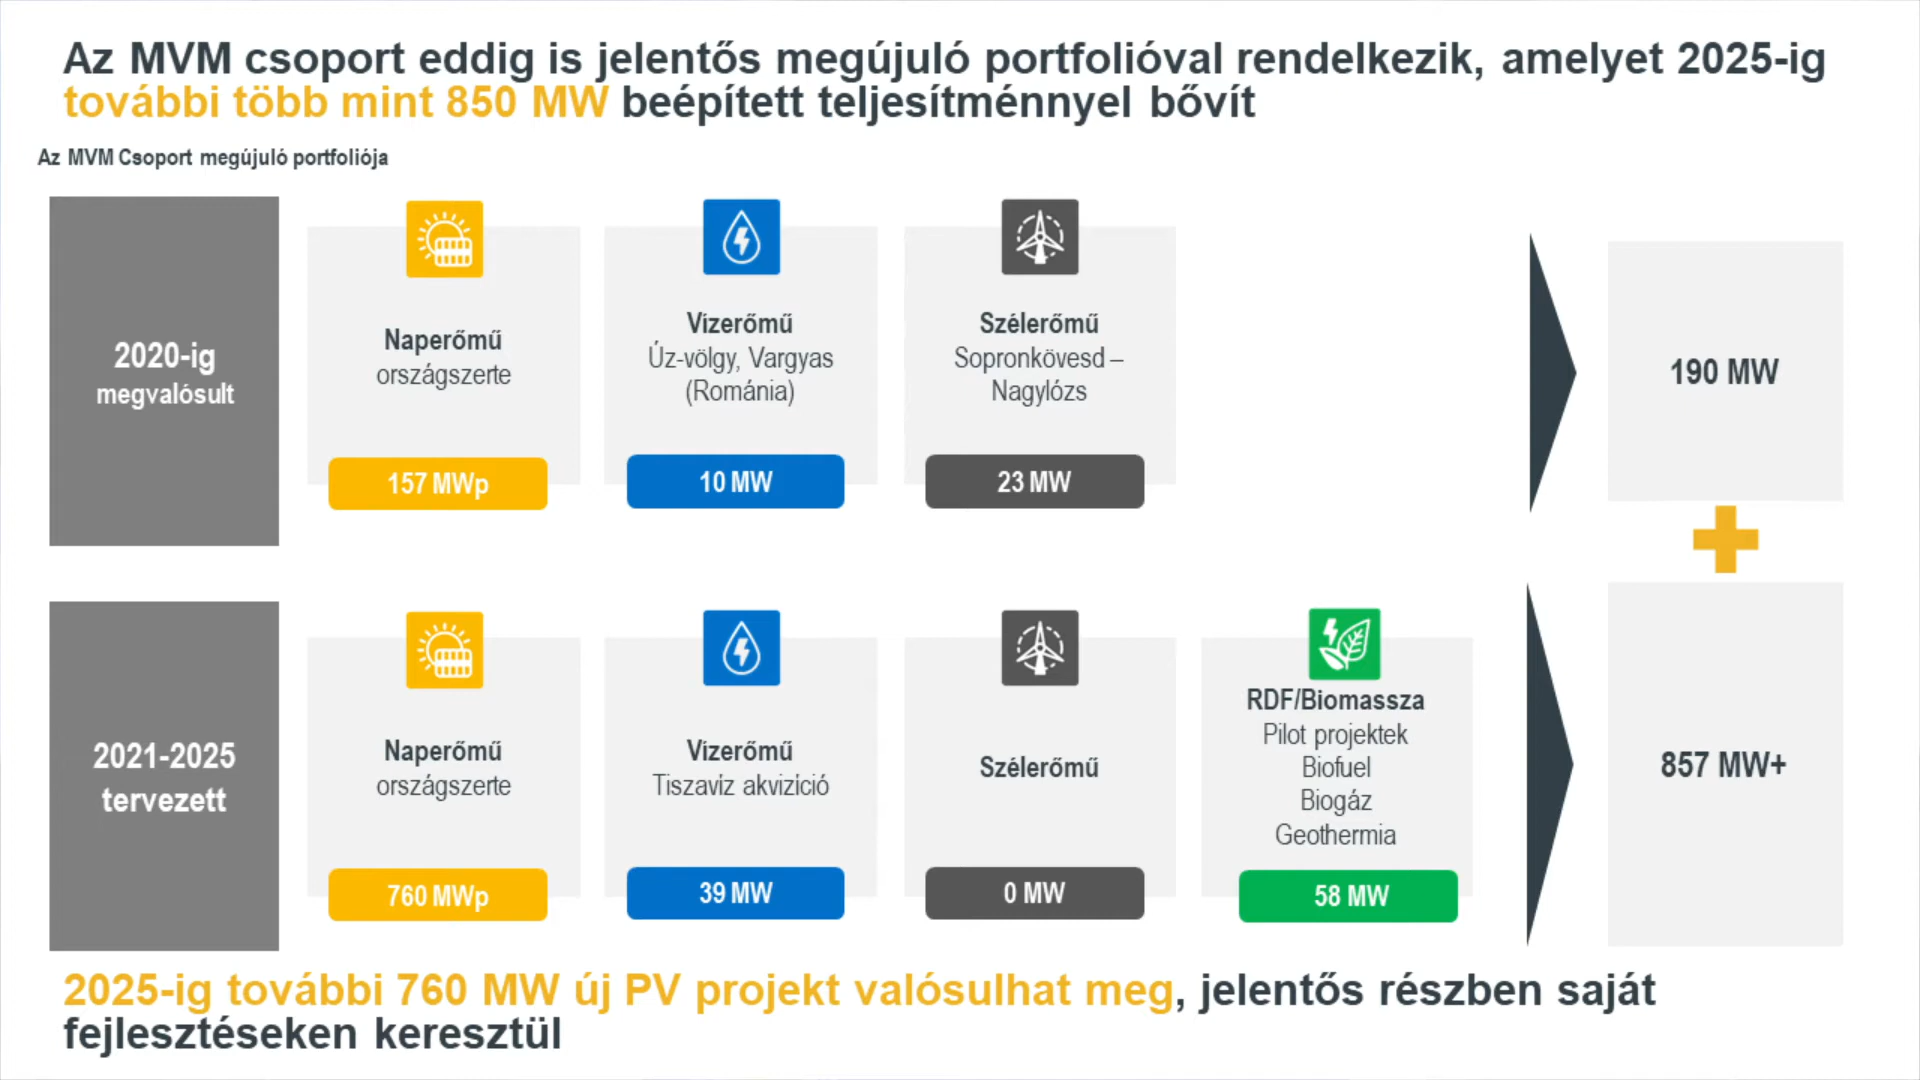 Az MVM csoport eddig is jelentős megújuló portfolióval rendelkezik, amelyet 2025-ig
további több mint 850 MW beépített teljesítménnyel bővít
Az MVM Csoport megújuló portfoliója
2020-ig
megvalósult
Naperőmű
országszerte
157 MWp
Vízerőmű
Úz-völgy, Vargyas
(Románia)
10 MW
Szélerőmű
Sopronkövesd –
Nagylózs
23 MW
190 MW
2021-2025
tervezett
Naperőmű
országszerte
760 MWp
Vízerőmű
Tiszavíz akvizíció
39 MW
Szélerőmű
0 MW
RDF/Biomassza
Pilot projektek
Biofuel
Biogáz
Geothermia
58 MW
857 MW+
2025-ig további 760 MW új PV projekt valósulhat meg, jelentős részben saját
fejlesztéseken keresztül